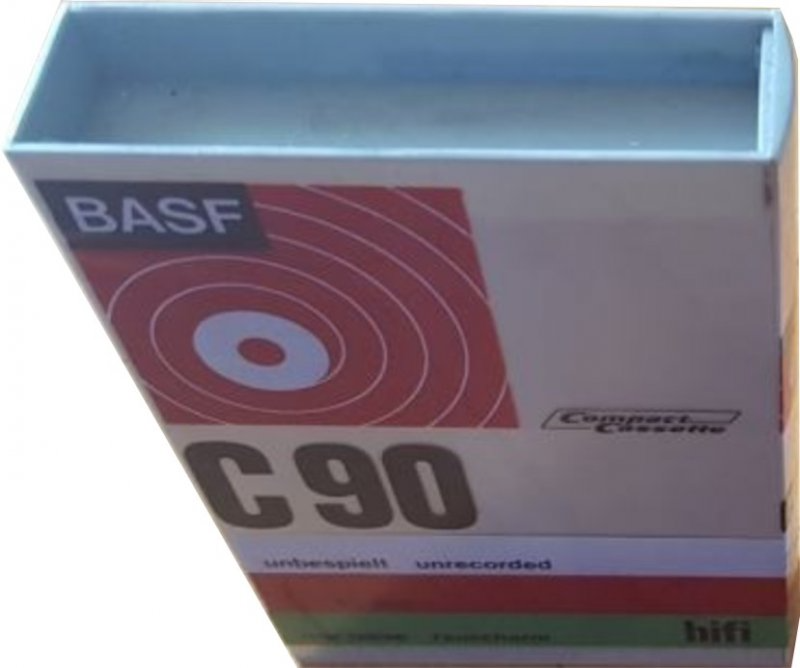 BASF
Compact
Cassette
C 90
unbespielt unrecorded
hifi